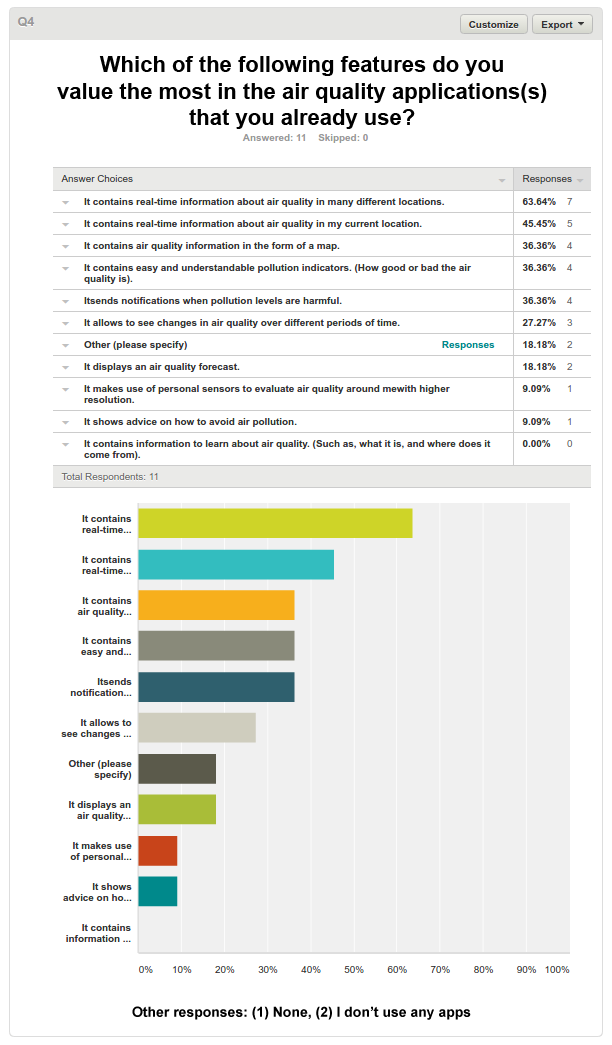 Q4
Customize
Export
Which of the following features do you
value the most in the air quality applications(s)
that you already use?
Answered: 11 Skipped: 0
Answer Choices Responses
It contains real-time information about air quality in many different locations. 63.64% 7
It contains real-time information about air quality in my current location. 45.45% 5
It contains air quality information in the form of a map. 36.36% 4
It contains easy and understandable pollution indicators. (How good or bad the air 36.36% 4
quality is).
Itsends notifications when pollution levels are harmful. 36.36% 4
It allows to see changes in air quality over different periods of time. 27.27% 3
Other (please specify) Responses 18.18% 2
It displays an air quality forecast. 18.18% 2
It makes use of personal sensors to evaluate air quality around mewith higher 9.09% 1
resolution.
It shows advice on how to avoid air pollution. 9.09% 1
It contains information to learn about air quality. (Such as, what it is, and where does it 0.00% 0
come from).
Total Respondents: 11
It contains
real-time...
It contains
real-time...
It contains
air quality...
It contains
easy and...
Itsends
notification...
It allows to
see changes ...
Other (please
specify)
It displays an
air quality...
It makes use
of personal...
It shows
advice on ho...
It contains
information ...
0% 10% 20% 30% 40% 50% 60% 70% 80% 90% 100%
Other responses: (1) None, (2) I don't use any apps